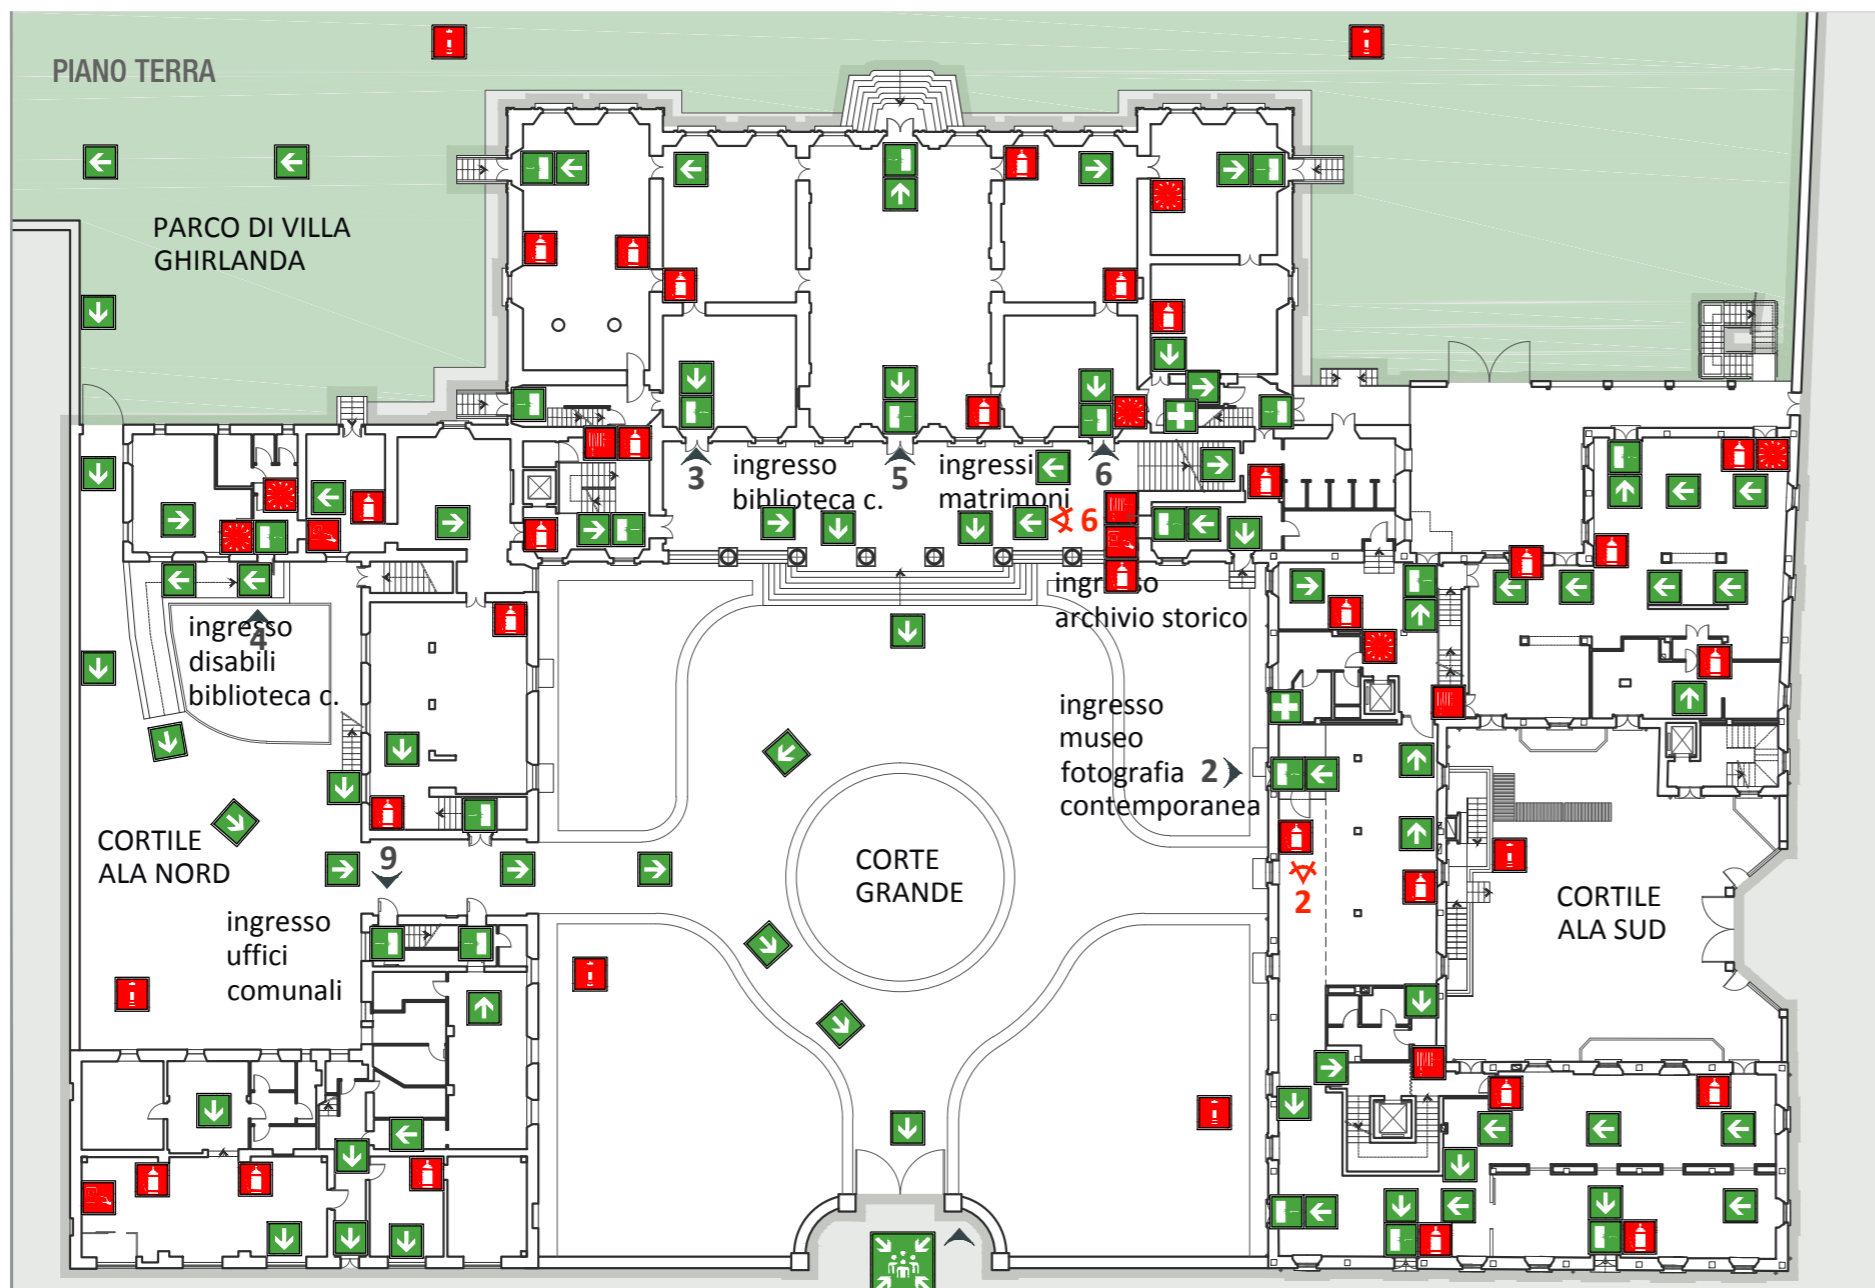 PIANO TERRA
PARCO DI VILLA
GHIRLANDA
3
ingresso
biblioteca c.
5
ingressi
matrimoni
6
6
ingresso
archivio storico
4
ingresso
disabili
biblioteca c.
ingresso
museo
fotografia
contemporanea
2
2
CORTILE
ALA NORD
9
CORTE
GRANDE
CORTILE
ALA SUD
ingresso
uffici
comunali